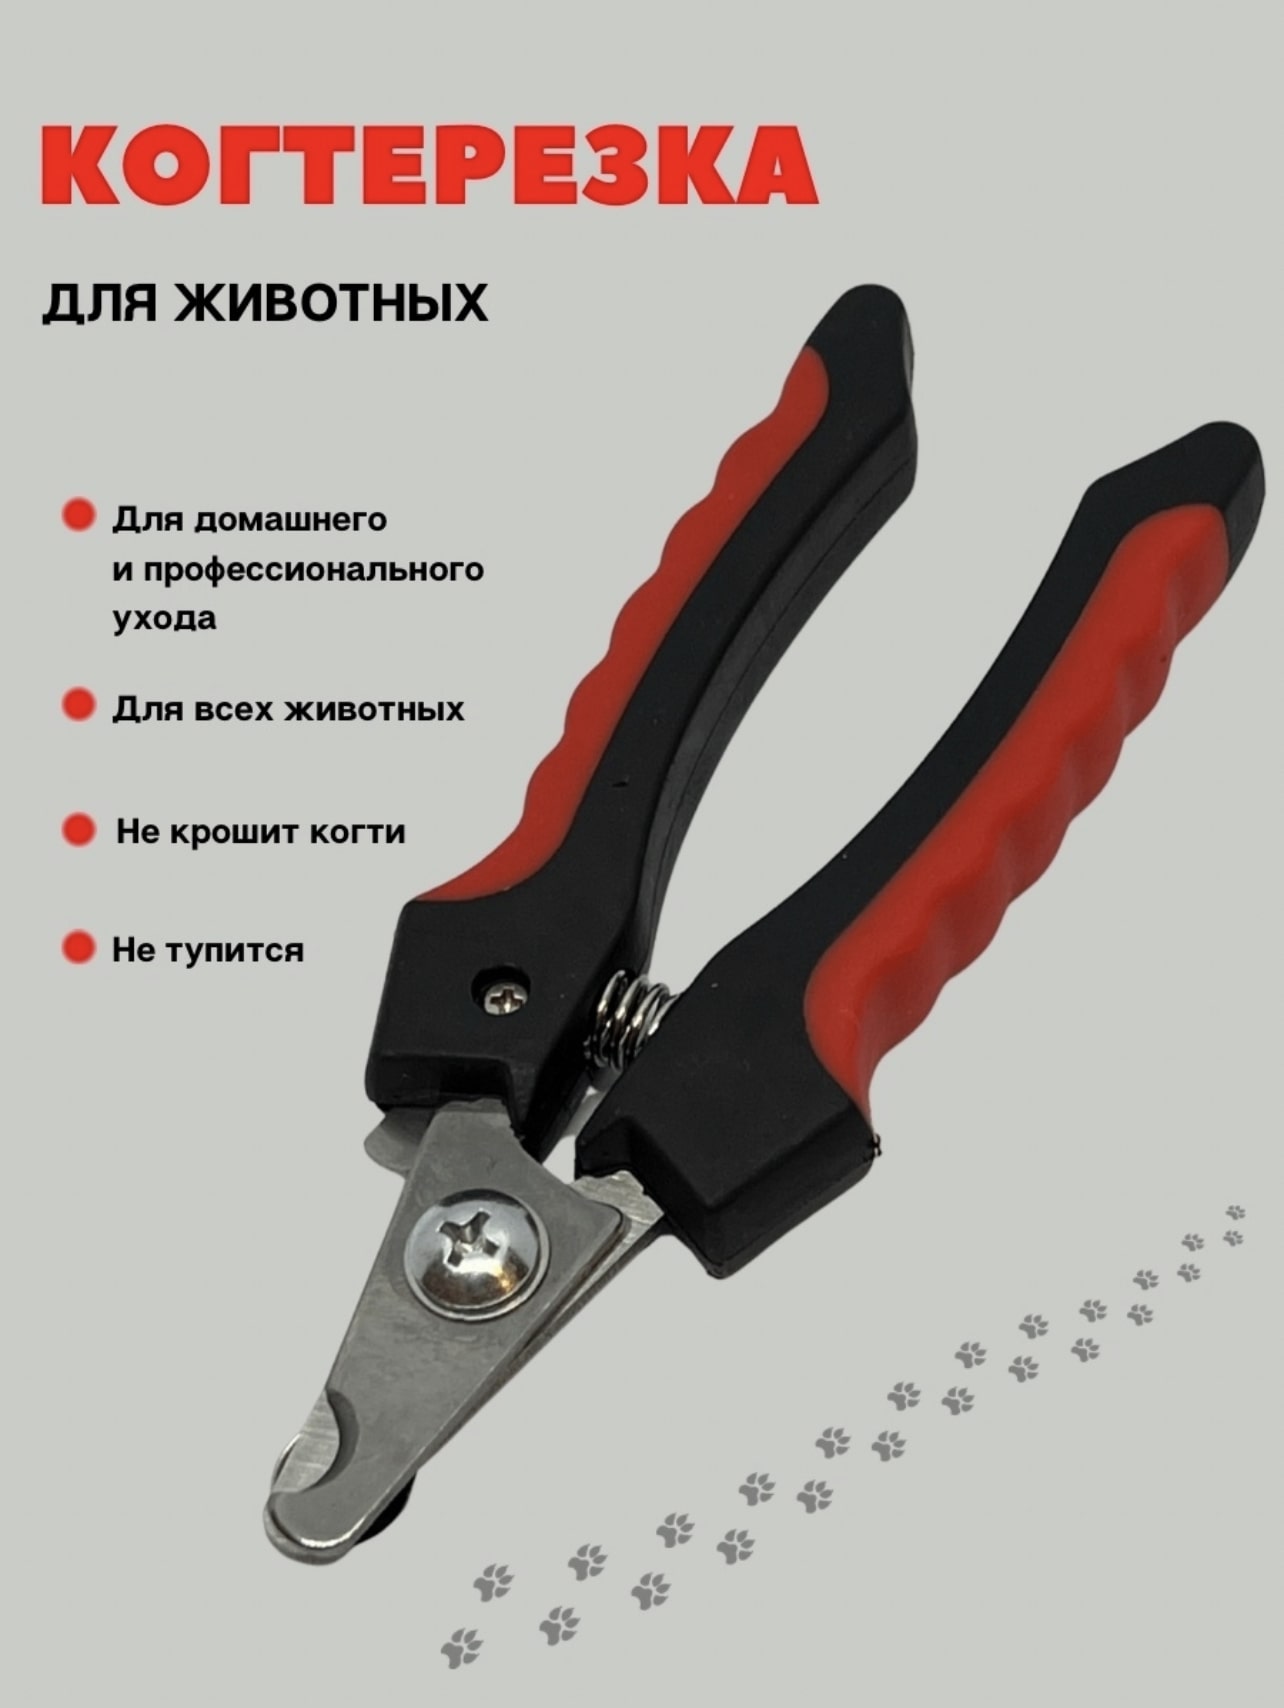 КОГТЕРЕЗКА
ДЛЯ ЖИВОТНЫХ
Для домашнего
и профессионального
ухода
Для всех животных
Не крошит когти
Не тупится